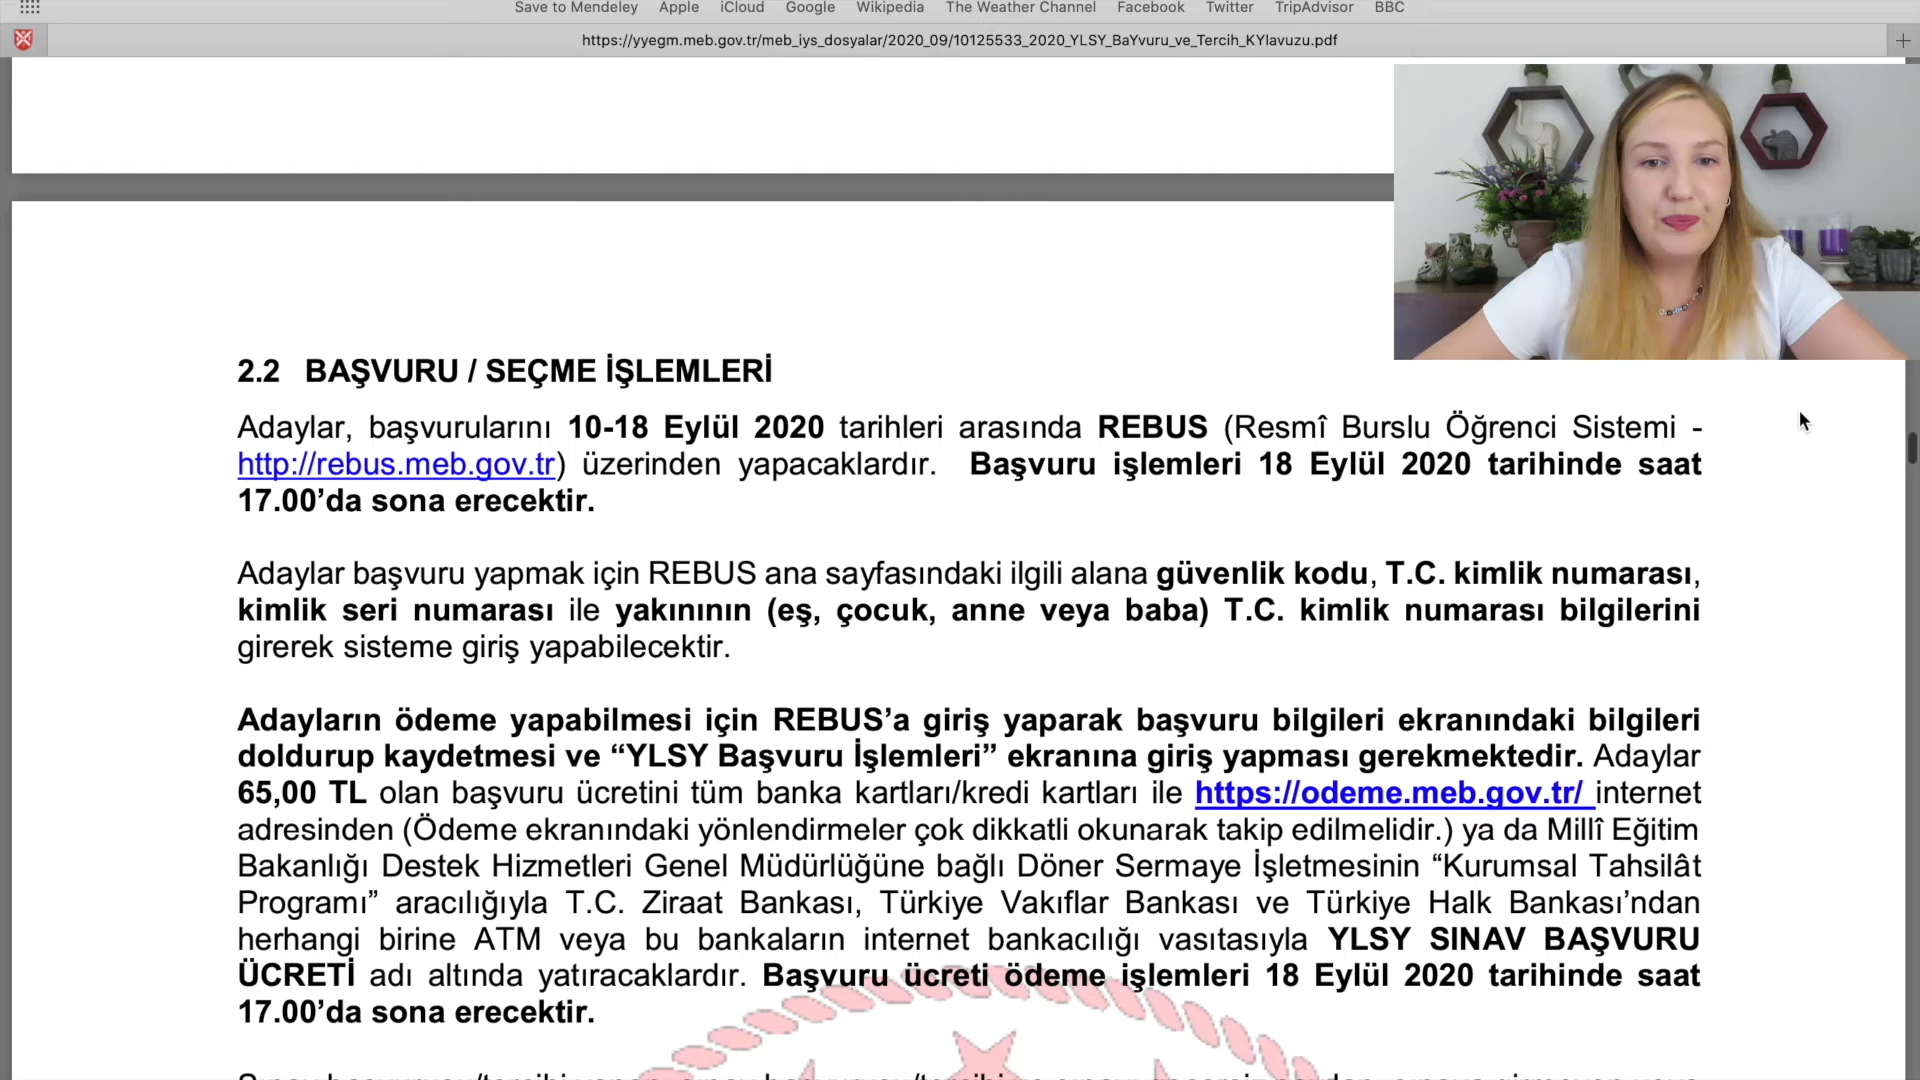 Save to Mendeley Apple iCloud Google Wikipedia The Weather Channel Facebook Twitter TripAdvisor BBC
https://yyegm.meb.gov.tr/meb_iys_dosyalar/2020_09/10125533_2020_YLSY_BaYvuru_ve_Tercih_KYlavuzu.pdf
2.2 BAŞVURU / SEÇME İŞLEMLERİ
Adaylar, başvurularını 10-18 Eylül 2020 tarihleri arasında REBUS (Resmî Burslu Öğrenci Sistemi -
http://rebus.meb.gov.tr) üzerinden yapacaklardır. Başvuru işlemleri 18 Eylül 2020 tarihinde saat
17.00’da sona erecektir.
Adaylar başvuru yapmak için REBUS ana sayfasındaki ilgili alana güvenlik kodu, T.C. kimlik numarası,
kimlik seri numarası ile yakınının (eş, çocuk, anne veya baba) T.C. kimlik numarası bilgilerini
girerek sisteme giriş yapabilecektir.
Adayların ödeme yapabilmesi için REBUS’a giriş yaparak başvuru bilgileri ekranındaki bilgileri
doldurup kaydetmesi ve “YLSY Başvuru İşlemleri” ekranına giriş yapması gerekmektedir. Adaylar
65,00 TL olan başvuru ücretini tüm banka kartları/kredi kartları ile https://odeme.meb.gov.tr/ internet
adresinden (Ödeme ekranındaki yönlendirmeler çok dikkatli okunarak takip edilmelidir.) ya da Millî Eğitim
Bakanlığı Destek Hizmetleri Genel Müdürlüğüne bağlı Döner Sermaye İşletmesinin “Kurumsal Tahsilât
Programı” aracılığıyla T.C. Ziraat Bankası, Türkiye Vakıflar Bankası ve Türkiye Halk Bankası’ndan
herhangi birine ATM veya bu bankaların internet bankacılığı vasıtasıyla YLSY SINAV BAŞVURU
ÜCRETİ adı altında yatıracaklardır. Başvuru ücreti ödeme işlemleri 18 Eylül 2020 tarihinde saat
17.00’da sona erecektir.